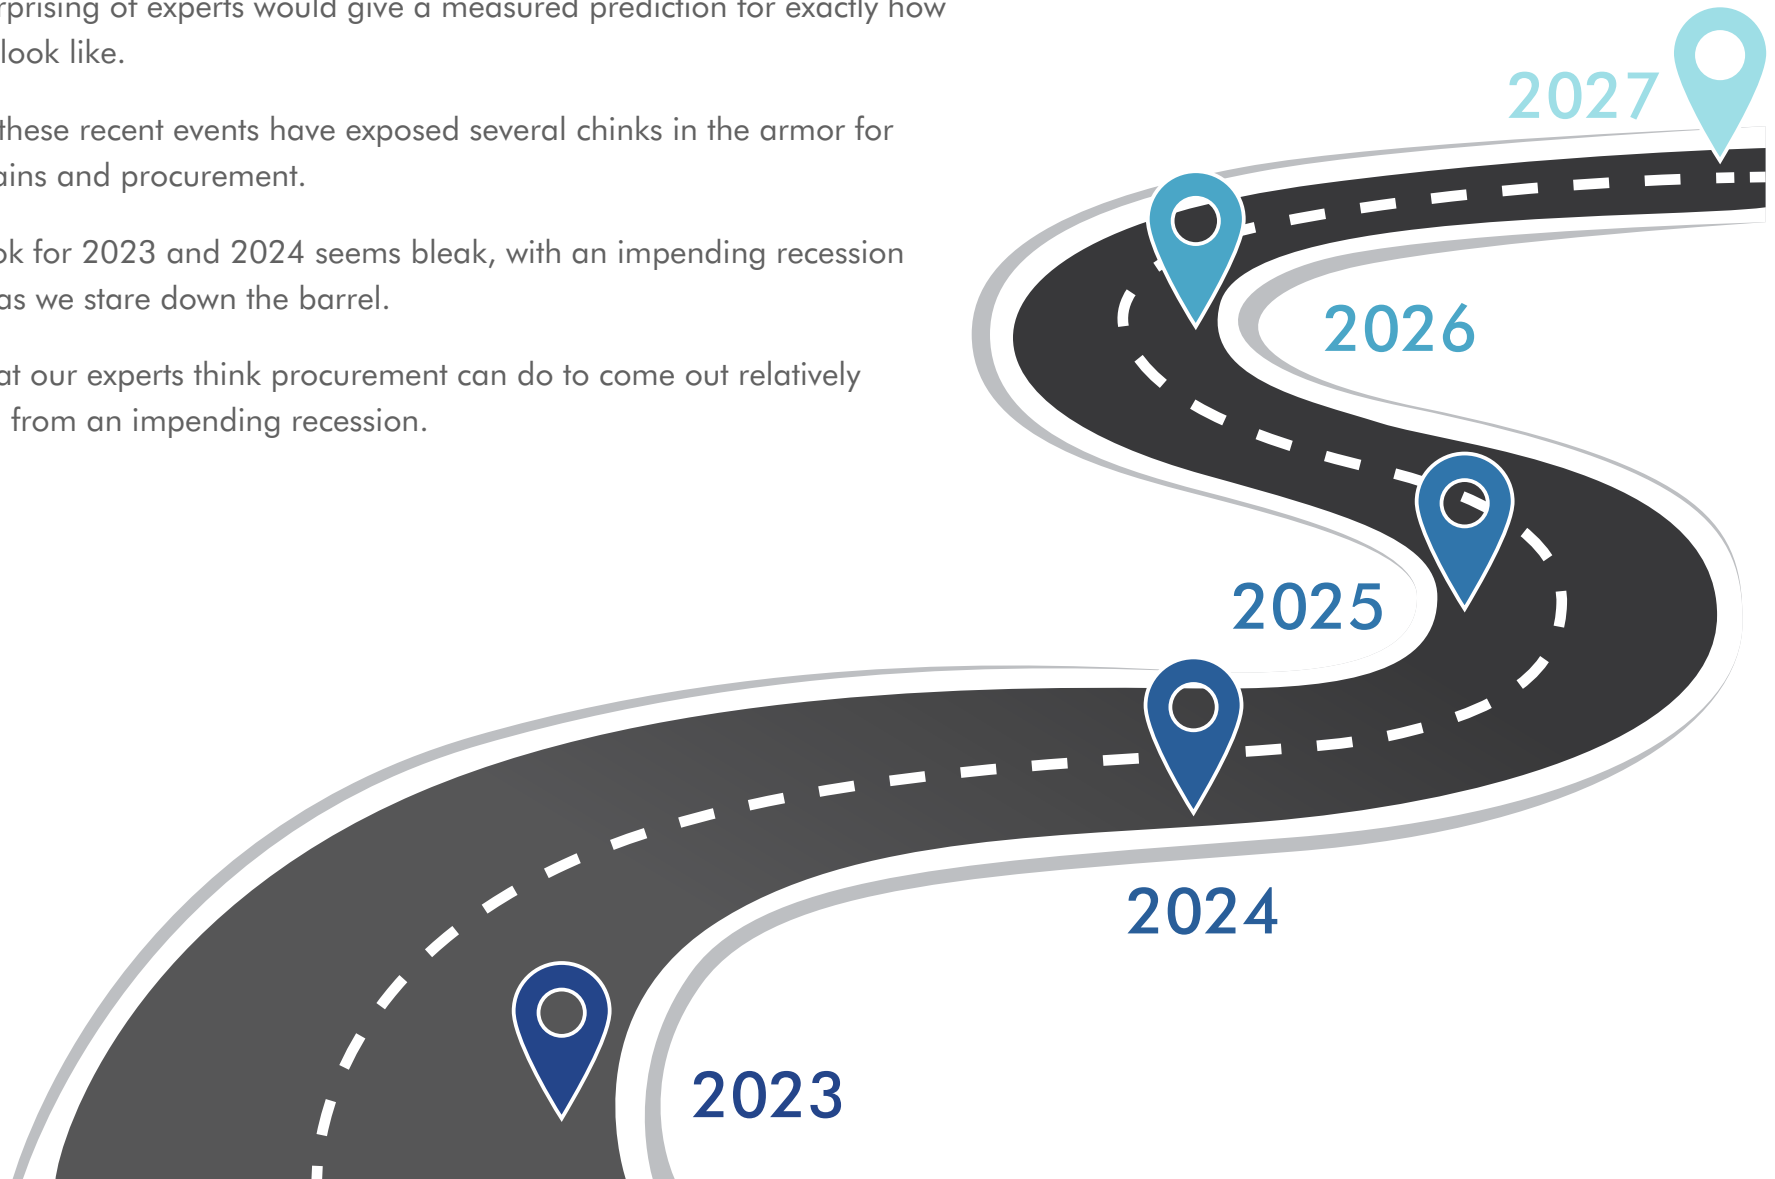 rprising of experts would give a measured prediction for exactly how
look like.
these recent events have exposed several chinks in the armor for
ains and procurement.
ok for 2023 and 2024 seems bleak, with an impending recession
as we stare down the barrel.
at our experts think procurement can do to come out relatively
from an impending recession.
2027
2026
2025
2024
2023